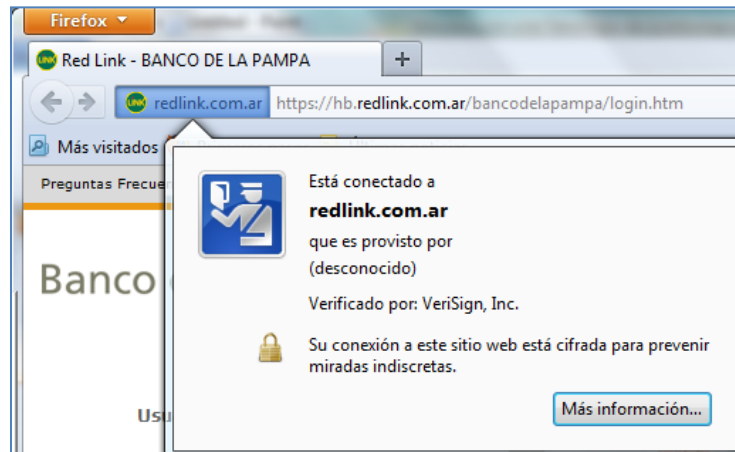 Firefox
LINK Red Link - BANCO DE LA PAMPA +
LINK redlink.com.ar https://hb.redlink.com.ar/bancodelapampa/login.htm
Más visitados
Preguntas Frecue
Está conectado a
redlink.com.ar
que es provisto por
(desconocido)
Banco
Verificado por: VeriSign, Inc.
Su conexión a este sitio web está cifrada para prevenir
miradas indiscretas.
Usu
Más información...